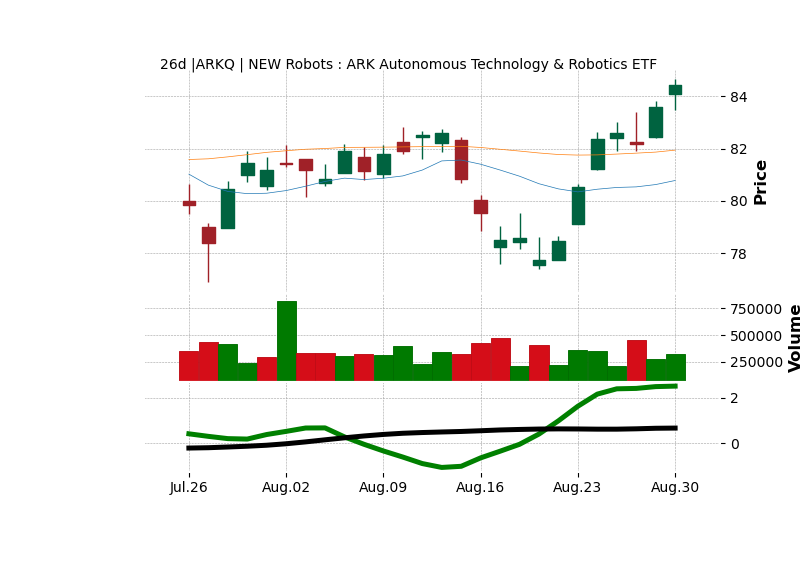 26d |ARKQ | NEW Robots : ARK Autonomous Technology & Robotics ETF
84
82
80
78
Price
750000
500000
250000
Volume
2
0
Jul.26 Aug.02 Aug.09 Aug.16 Aug.23 Aug.30